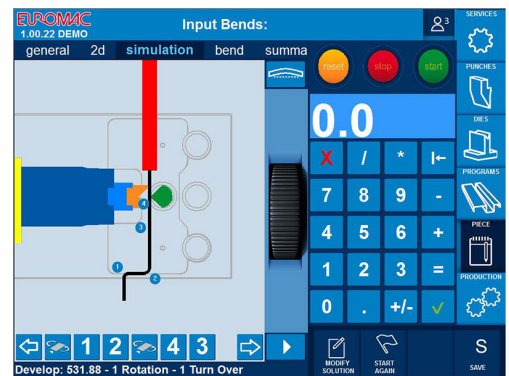 EUROMAC
1.00.22 DEMO
Input Bends:
3
SERVICES
general 2d simulation bend summa
reset stop start
PUNCHES
0.0
DIES
X / * I←
PROGRAMS
7 8 9 -
4 5 6 +
PIECE
1 2 3 =
PRODUCTION
0 . +/- ✓
4
3
1
2
1 2 4 3
MODIFY SOLUTION
START AGAIN
S
SAVE
Develop: 531.88 - 1 Rotation - 1 Turn Over